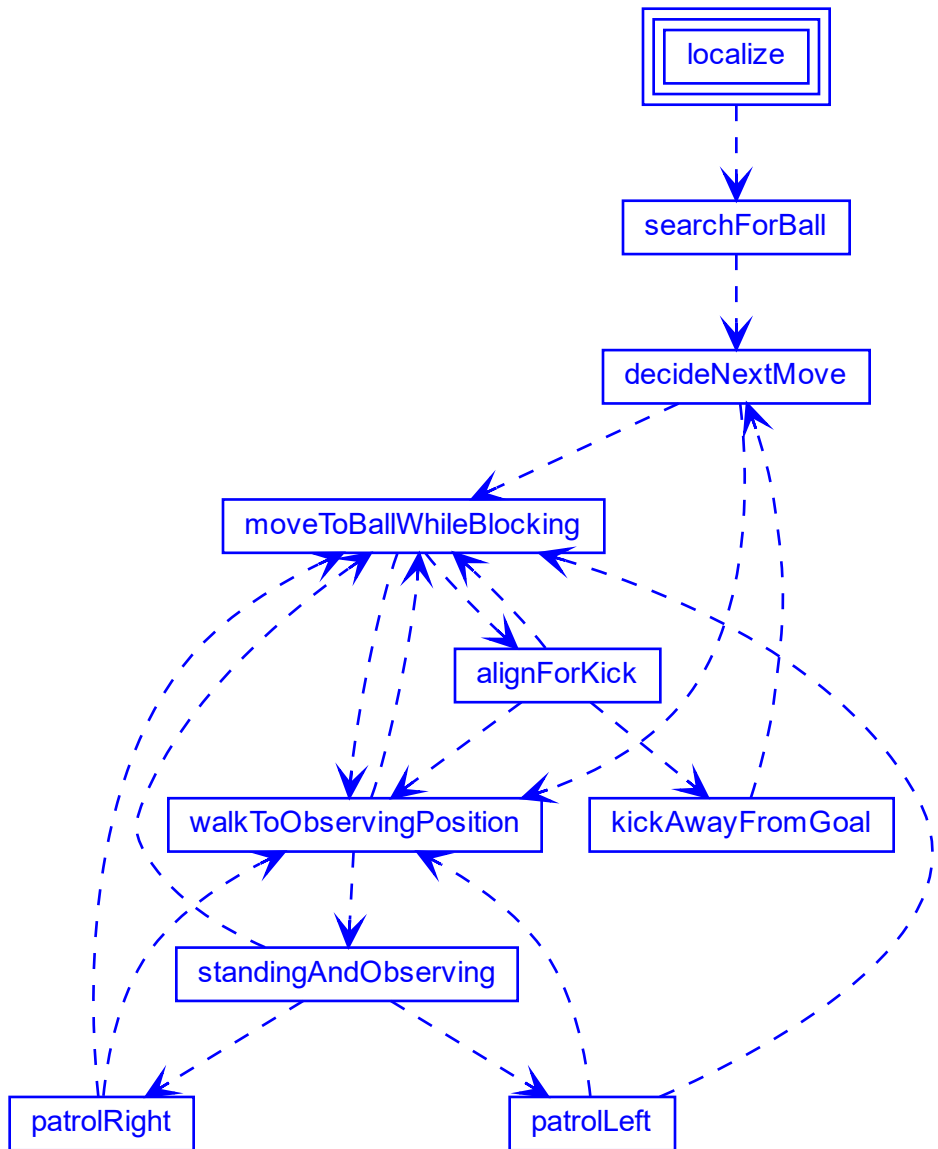 localize
searchForBall
decideNextMove
moveToBallWhileBlocking
alignForKick
walkToObservingPosition
kickAwayFromGoal
standingAndObserving
patrolRight
patrolLeft